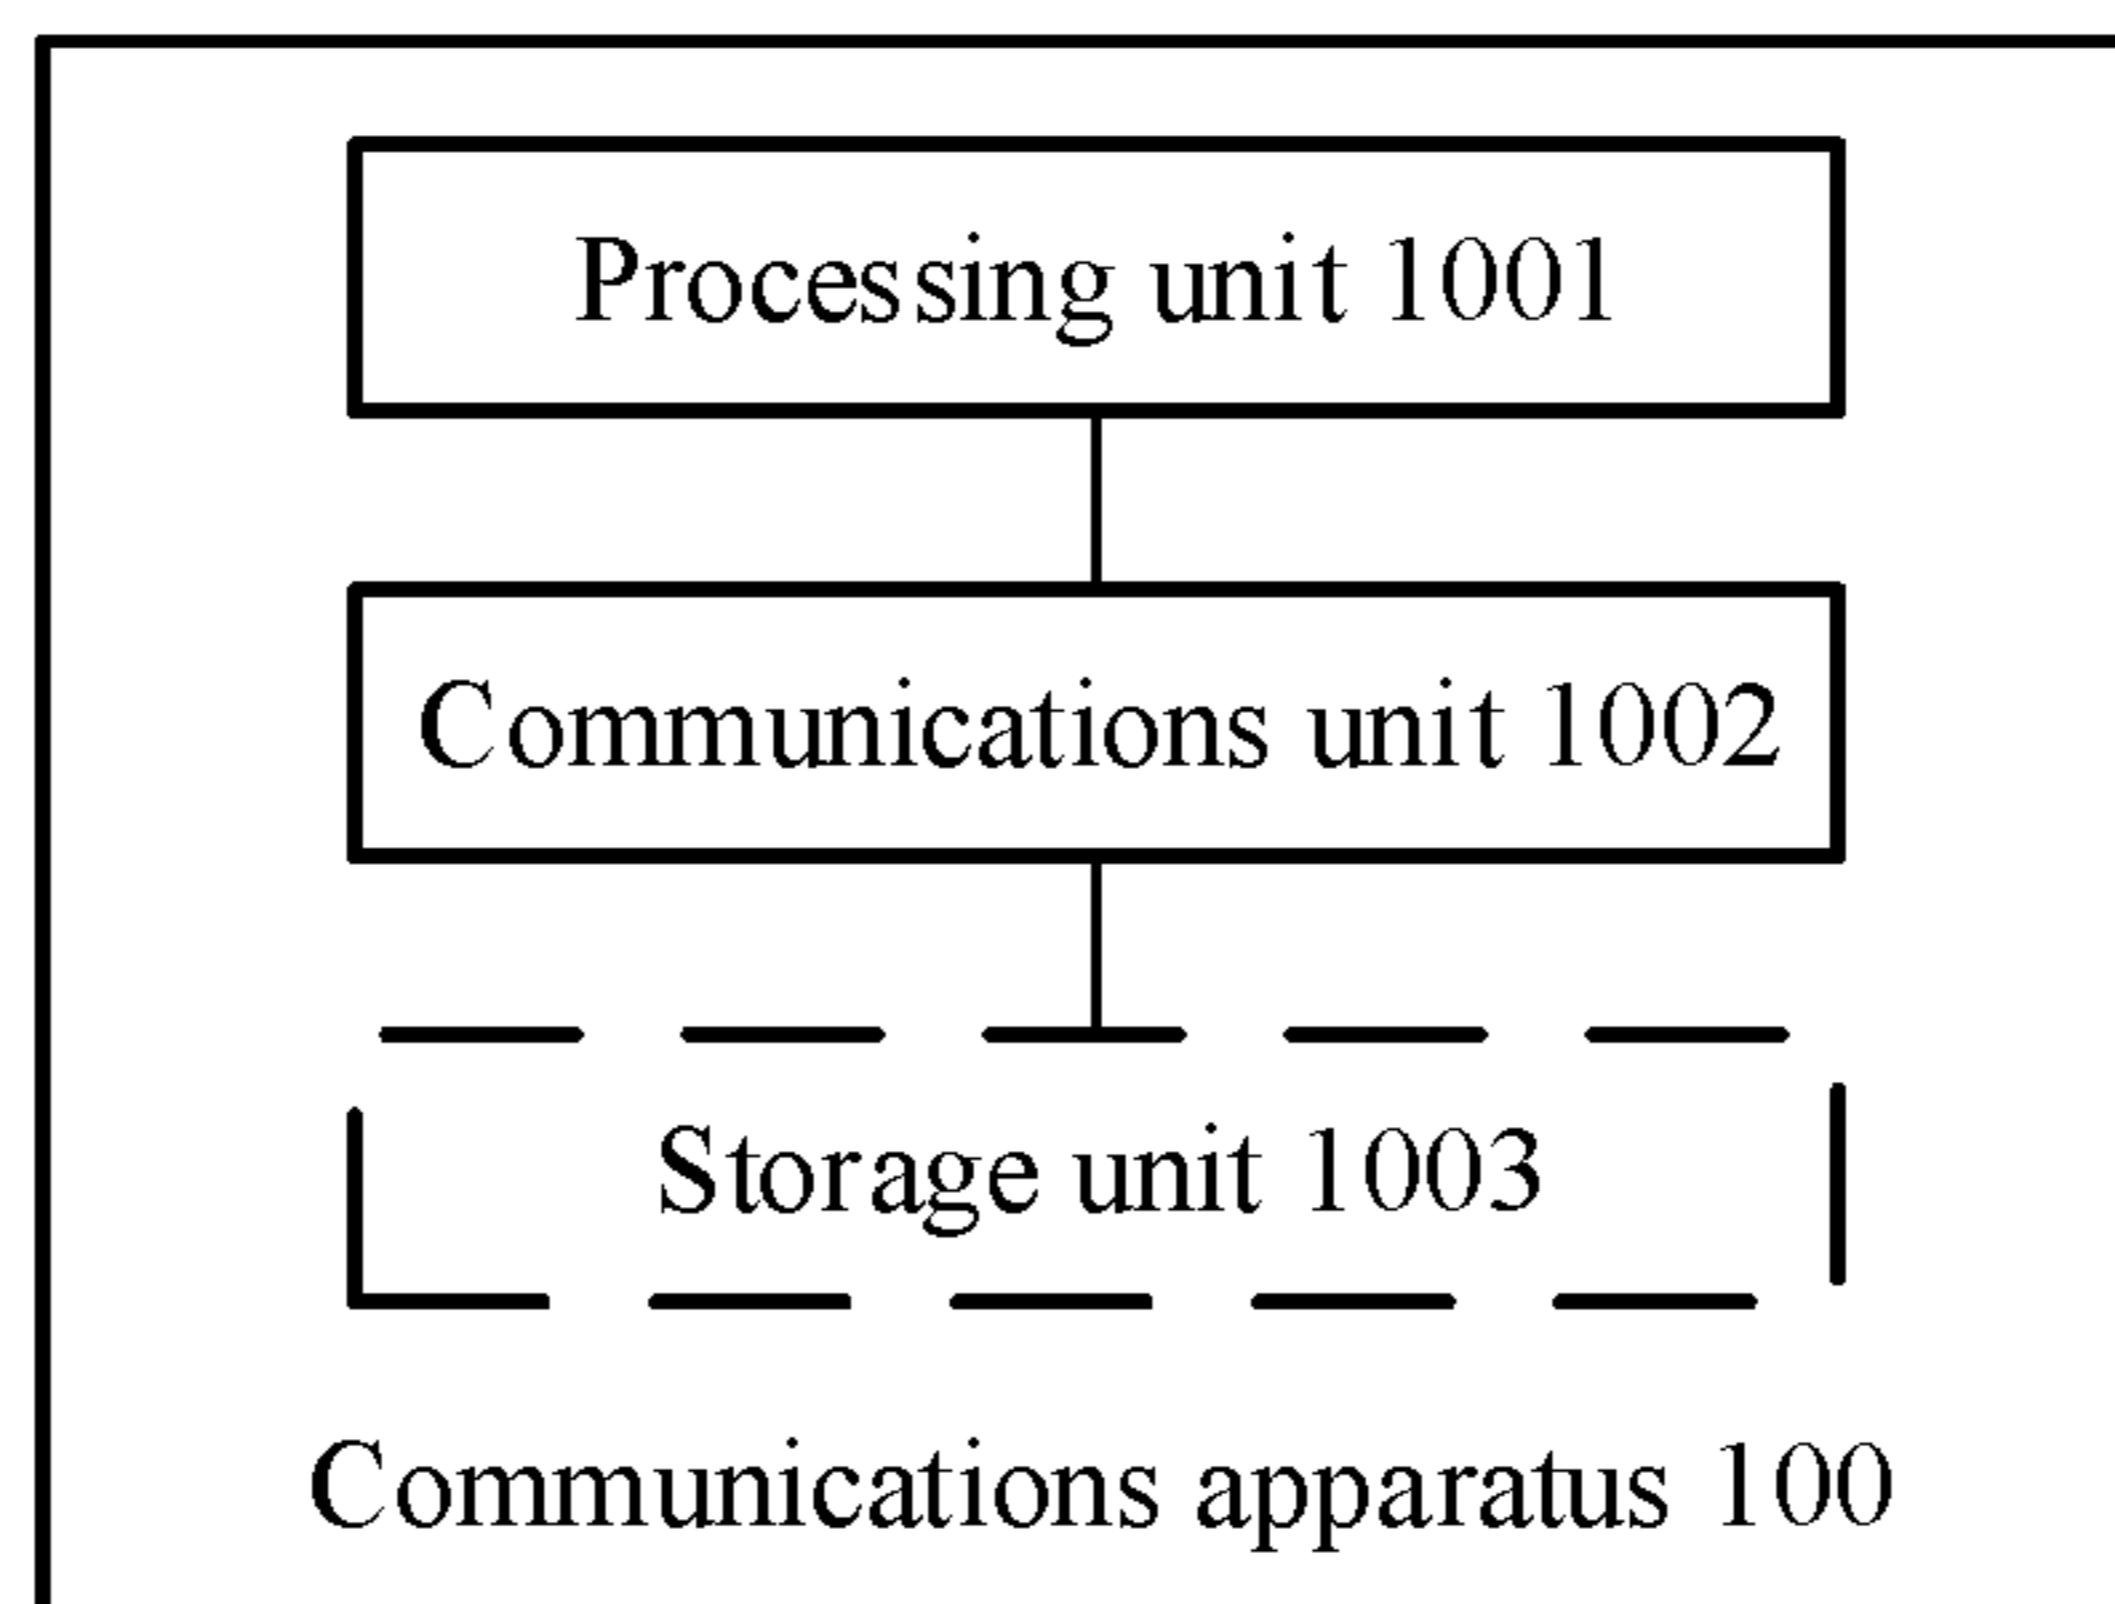 Processing unit 1001
Communications unit 1002
Storage unit 1003
Communications apparatus 100